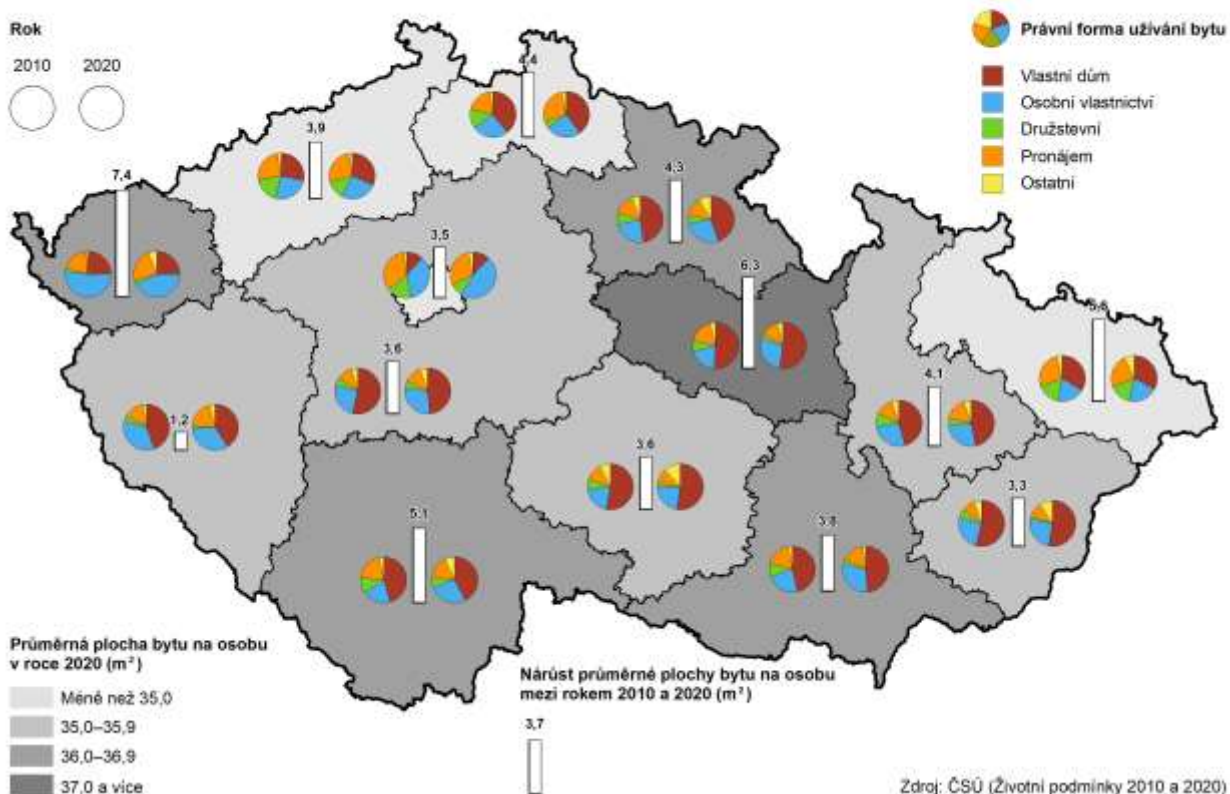 Rok
2010 2020
Právní forma užívání bytu
Vlastní dům
Osobní vlastnictví
Družstevní
Pronájem
Ostatní
4,4
3,9
7,4
4,3
3,5
6,3
5,6
3,6
4,1
1,2
3,6
3,3
5,1
3,8
Průměrná plocha bytu na osobu
v roce 2020 (m²)
Méně než 35,0
35,0–35,9
36,0–36,9
37,0 a více
Nárůst průměrné plochy bytu na osobu
mezi rokem 2010 a 2020 (m²)
3,7
Zdroj: ČSÚ (Životní podmínky 2010 a 2020)